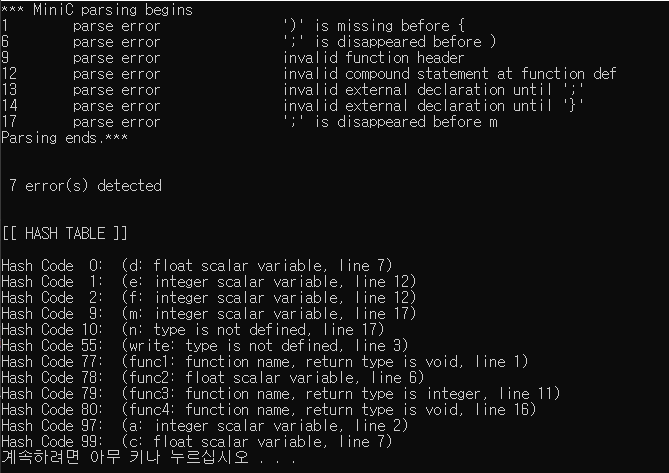 *** MiniC parsing begins
1 parse error ')' is missing before {
6 parse error ';' is disappeared before )
9 parse error invalid function header
12 parse error invalid compound statement at function def
13 parse error invalid external declaration until ';'
14 parse error invalid external declaration until '}'
17 parse error ';' is disappeared before m
Parsing ends.***
7 error(s) detected
[[ HASH TABLE ]]
Hash Code 0: (d: float scalar variable, line 7)
Hash Code 1: (e: integer scalar variable, line 12)
Hash Code 2: (f: integer scalar variable, line 12)
Hash Code 9: (m: integer scalar variable, line 17)
Hash Code 10: (n: type is not defined, line 17)
Hash Code 55: (write: type is not defined, line 3)
Hash Code 77: (func1: function name, return type is void, line 1)
Hash Code 78: (func2: float scalar variable, line 6)
Hash Code 79: (func3: function name, return type is integer, line 11)
Hash Code 80: (func4: function name, return type is void, line 16)
Hash Code 97: (a: integer scalar variable, line 2)
Hash Code 99: (c: float scalar variable, line 7)
계속하려면 아무 키나 누르십시오 . . .